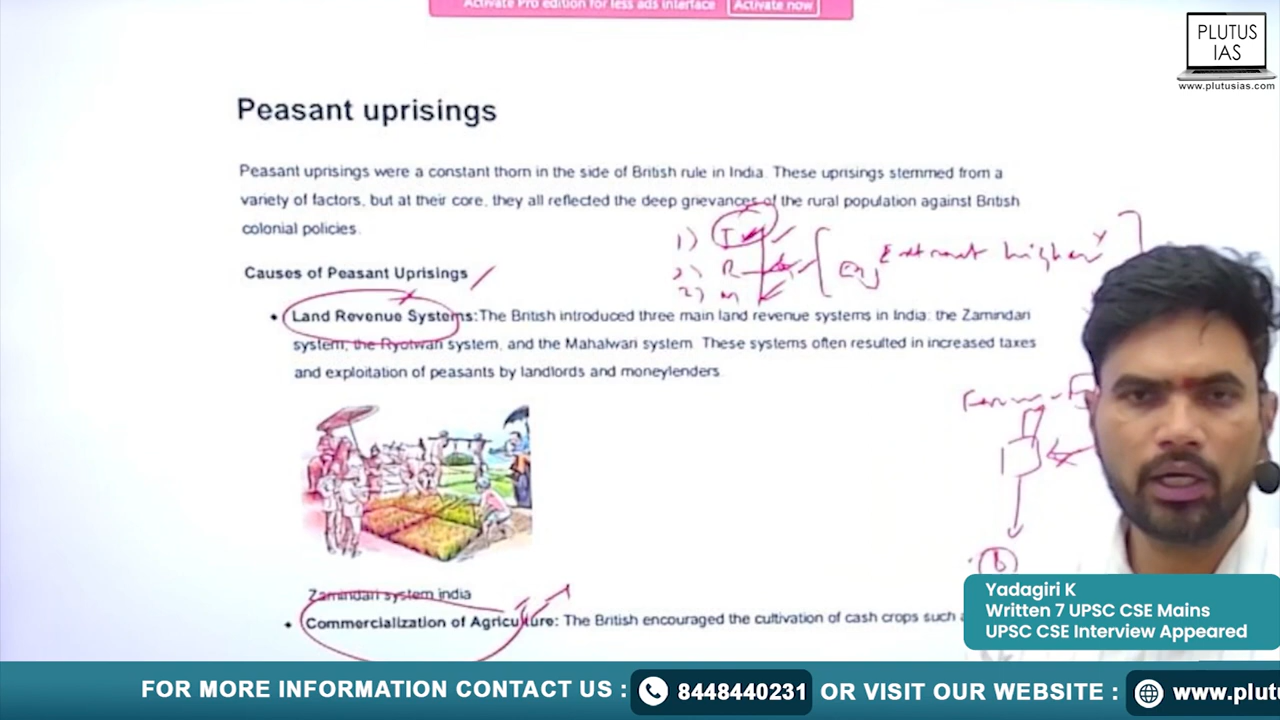 Activate Pro edition for less ads interface Activate now
PLUTUS
IAS
www.plutusias.com
Peasant uprisings
Peasant uprisings were a constant thorn in the side of British rule in India. These uprisings stemmed from a
variety of factors, but at their core, they all reflected the deep grievances of the rural population against British
colonial policies.
1) I
2) R
2) M
Extract higher
Causes of Peasant Uprisings
• Land Revenue Systems: The British introduced three main land revenue systems in India: the Zamindari
system, the Ryotwari system, and the Mahalwari system. These systems often resulted in increased taxes
and exploitation of peasants by landlords and moneylenders.
Zamindari system india
• Commercialization of Agriculture: The British encouraged the cultivation of cash crops such
Yadagiri K
Written 7 UPSC CSE Mains
UPSC CSE Interview Appeared
FOR MORE INFORMATION CONTACT US : 8448440231 OR VISIT OUR WEBSITE : www.plutu